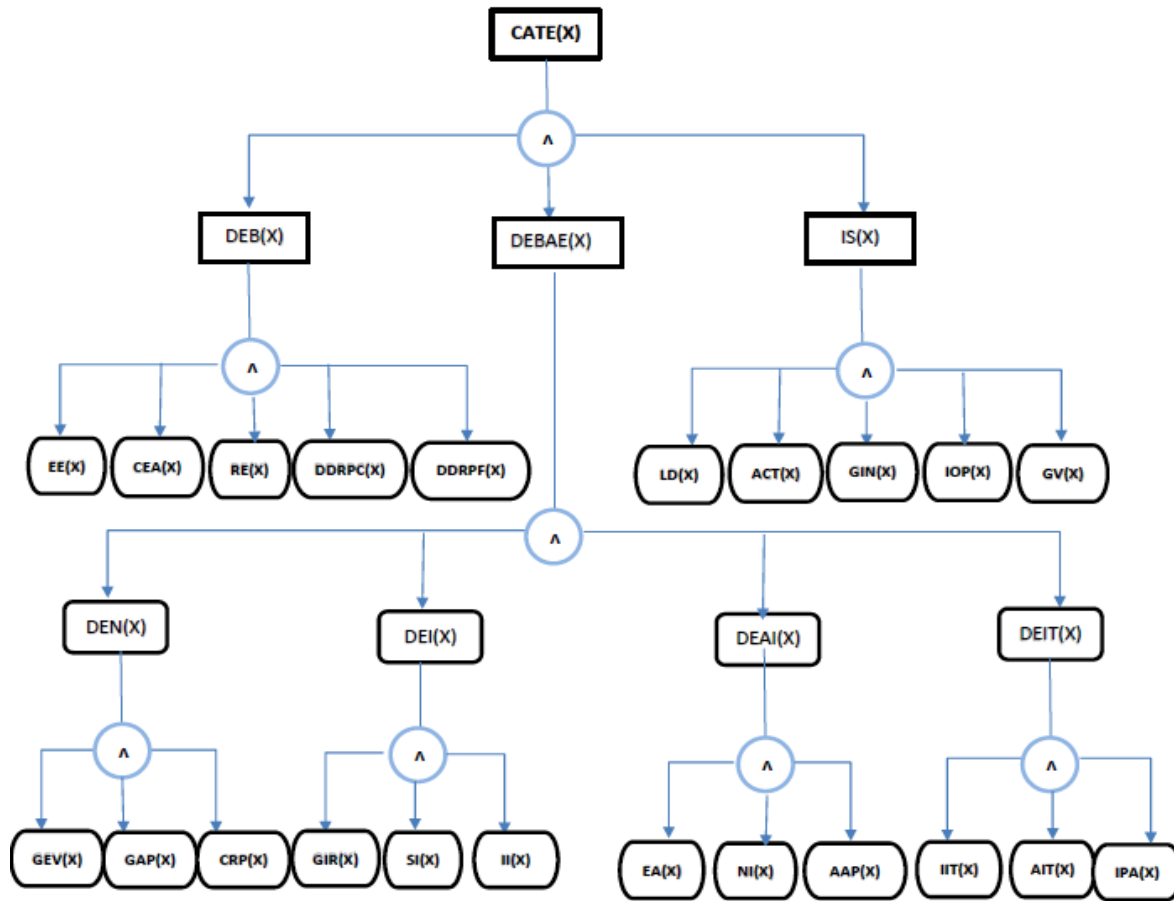 CATE(X)
ʌ
DEB(X)
DEBAE(X)
IS(X)
ʌ
ʌ
EE(X)
CEA(X)
RE(X)
DDRPC(X)
DDRPF(X)
LD(X)
ACT(X)
GIN(X)
IOP(X)
GV(X)
ʌ
DEN(X)
DEI(X)
DEAI(X)
DEIT(X)
ʌ
ʌ
ʌ
ʌ
GEV(X)
GAP(X)
CRP(X)
GIR(X)
SI(X)
II(X)
EA(X)
NI(X)
AAP(X)
IIT(X)
AIT(X)
IPA(X)